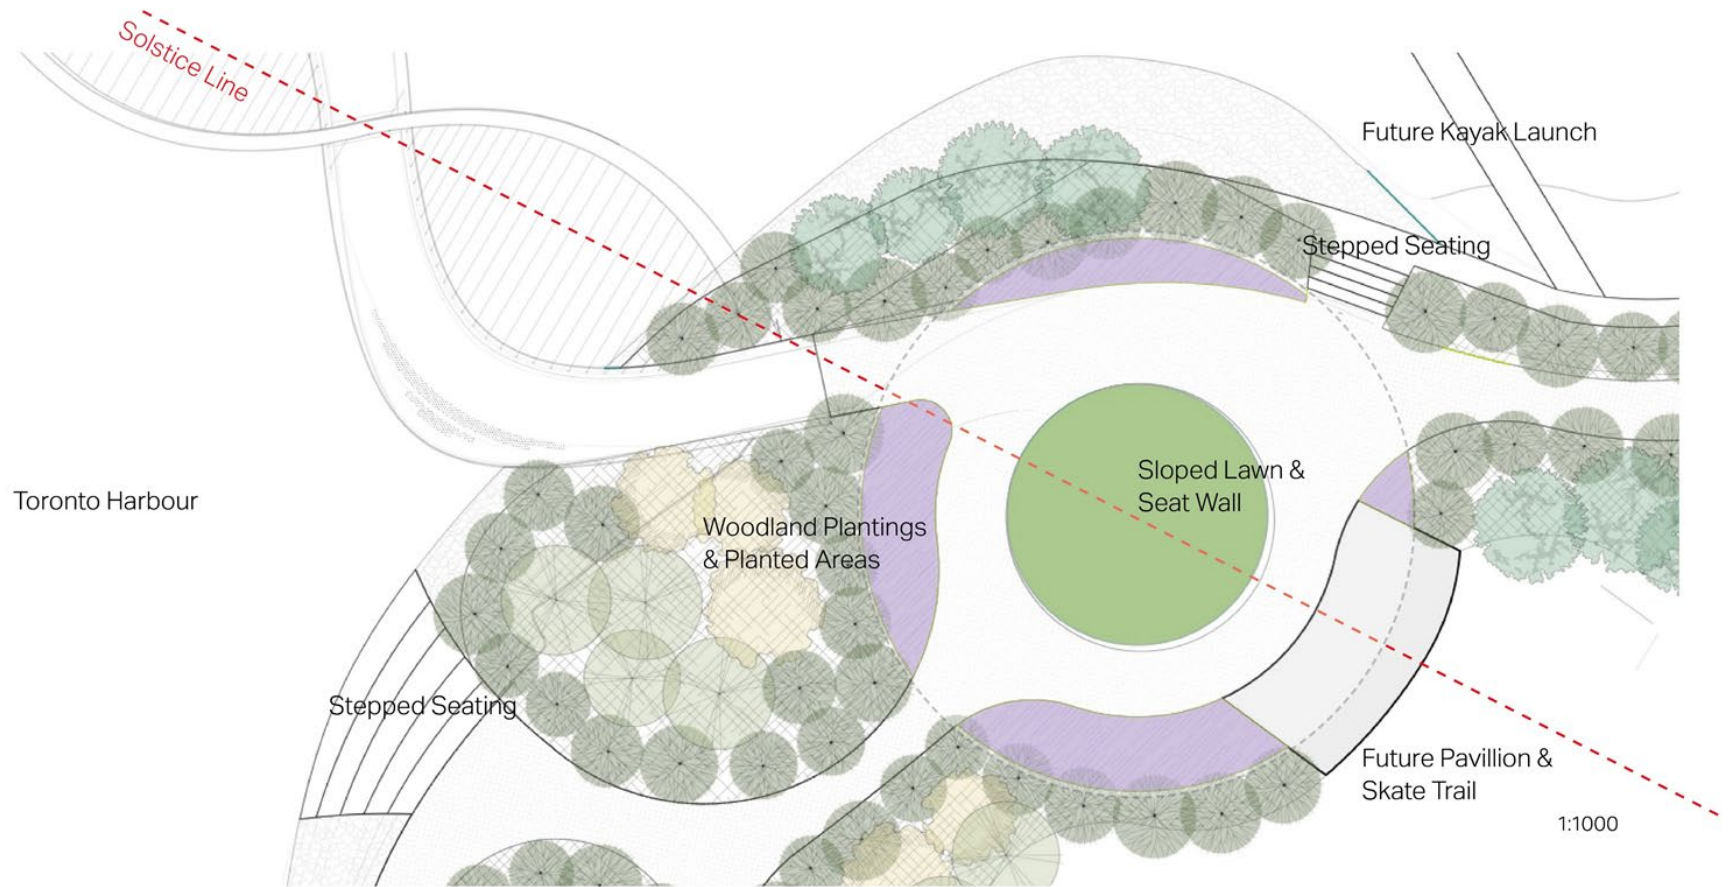 Solstice Line
Future Kayak Launch
Stepped Seating
Sloped Lawn &
Seat Wall
Toronto Harbour
Woodland Plantings
& Planted Areas
Stepped Seating
Future Pavillion &
Skate Trail
1:1000